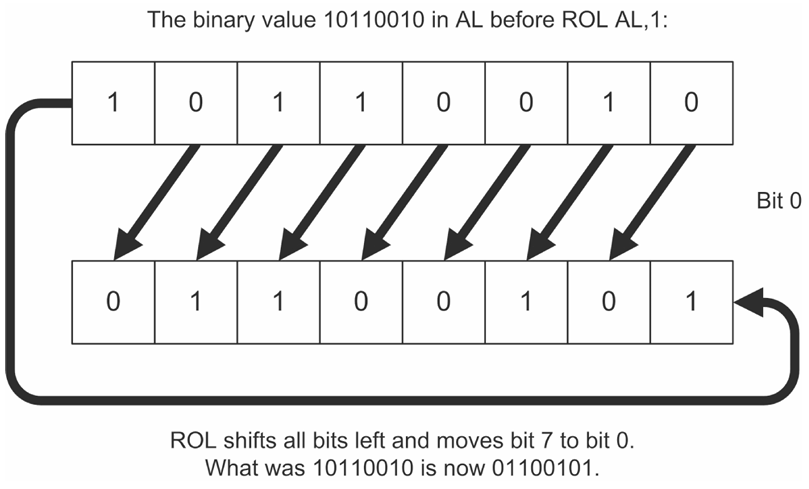 The binary value 10110010 in AL before ROL AL,1:
1 0 1 1 0 0 1 0
Bit 0
0 1 1 0 0 1 0 1
ROL shifts all bits left and moves bit 7 to bit 0.
What was 10110010 is now 01100101.